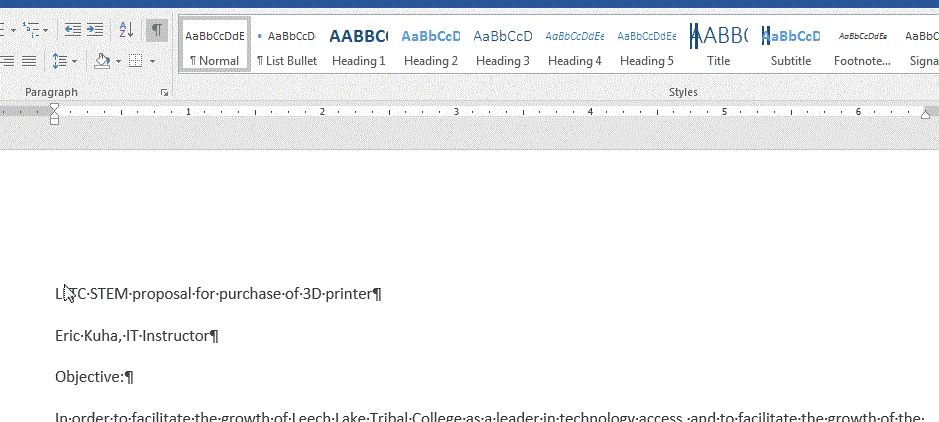 AaBbCcDdE AaBbCcD AABBC AaBbCcD AaBbCcD AaBbCcDdEe AaBbCcDdEe AABB AaBbCcD AaBbCcDdEe AaBbC
¶ Normal ¶ List Bullet Heading 1 Heading 2 Heading 3 Heading 4 Heading 5 Title Subtitle Footnote... Signa
Paragraph Styles
1 2 3 4 5 6
STEM·proposal·for·purchase·of·3D·printer¶
Eric·Kuha,·IT·Instructor¶
Objective:¶
In·order·to·facilitate·the·growth·of·Leech·Lake·Tribal·College·as·a·leader·in·technology·access,·and·to·facilitate·the·growth·of·the·